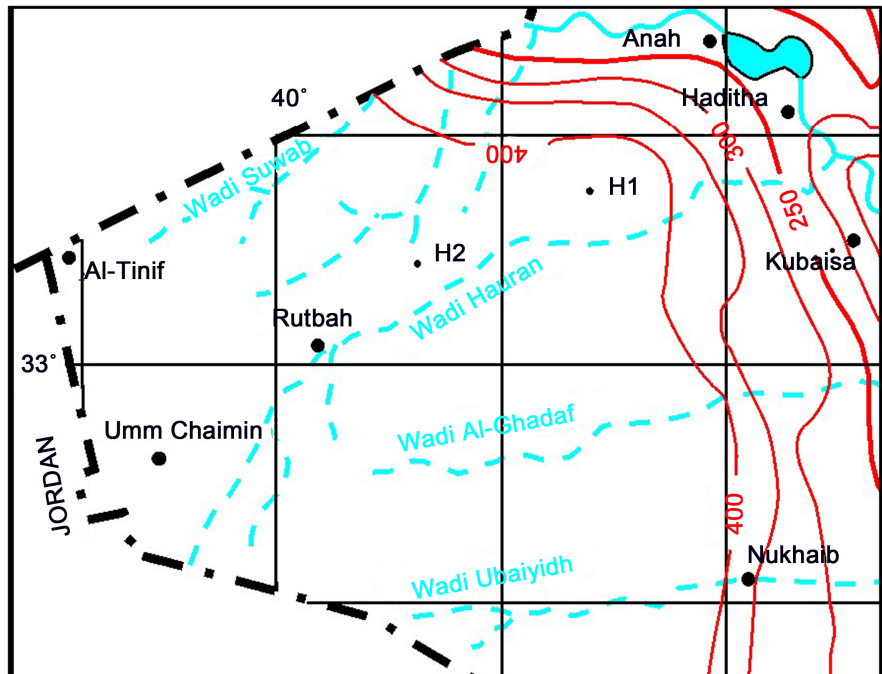 Anah
40°
Haditha
300
400
Wadi Suwab
H1
250
Al-Tinif
H2
Kubaisa
Wadi Hauran
Rutbah
33°
Umm Chaimin
Wadi Al-Ghadaf
JORDAN
400
Nukhaib
Wadi Ubaiyidh